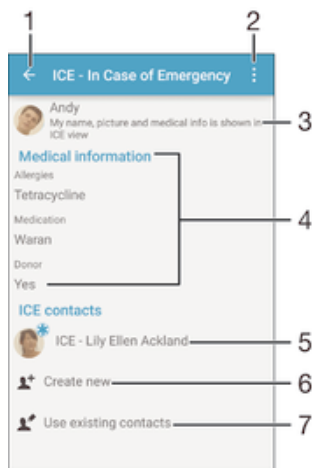 1 2
ICE - In Case of Emergency
Andy
My name, picture and medical info is shown in 3
ICE view
Medical information
Allergies
Tetracycline
4
Medication
Waran
Donor
Yes
ICE contacts
ICE - Lily Ellen Ackland 5
Create new 6
Use existing contacts 7